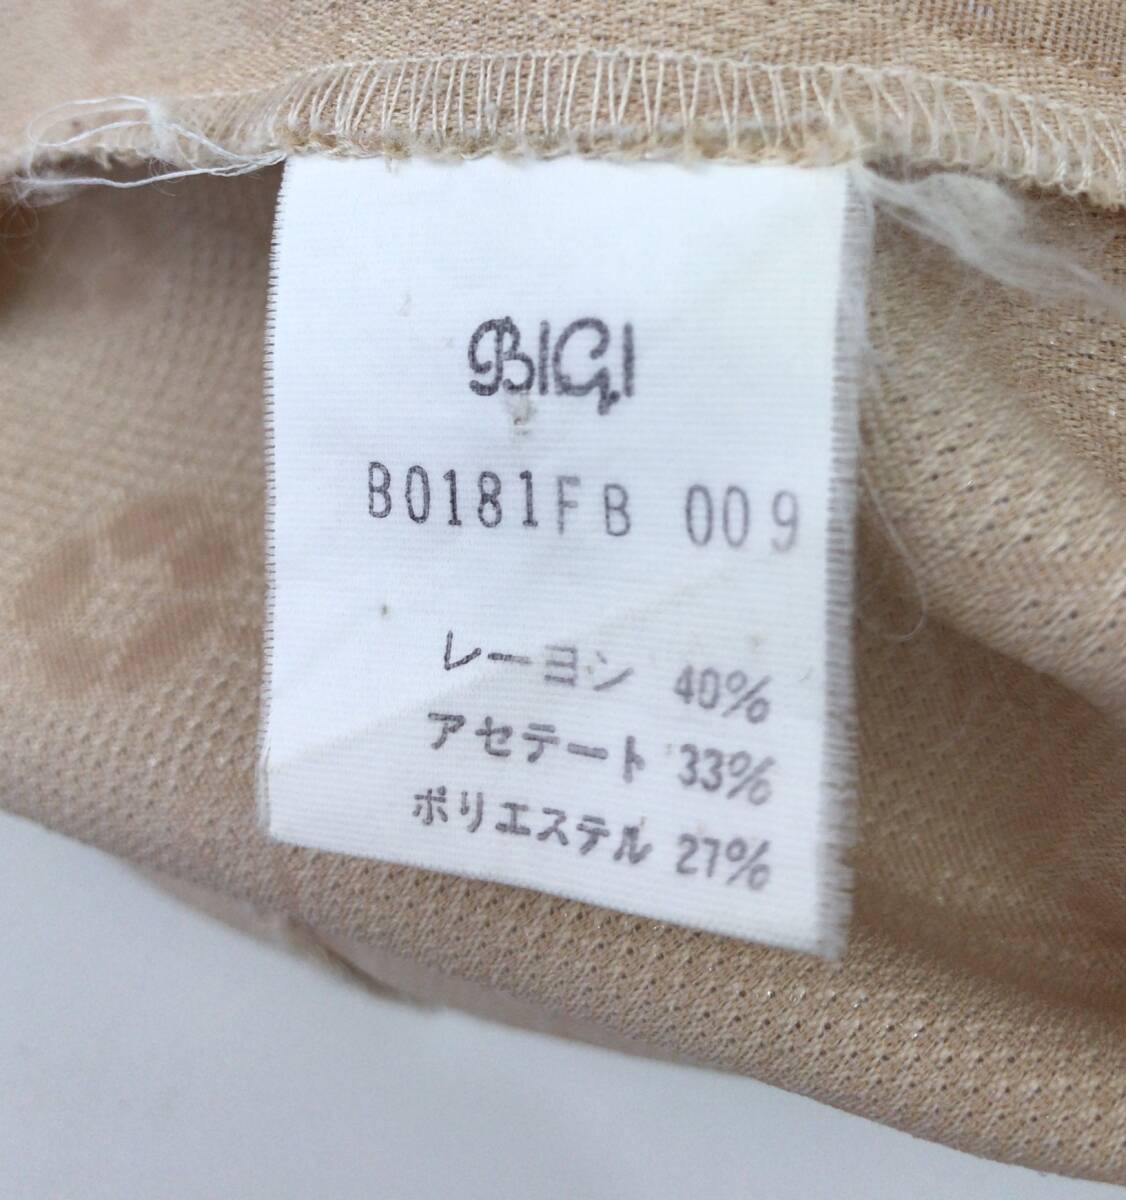 BIGI
B0181FB 009
レーヨン 40%
アセテート 33%
ポリエステル 27%